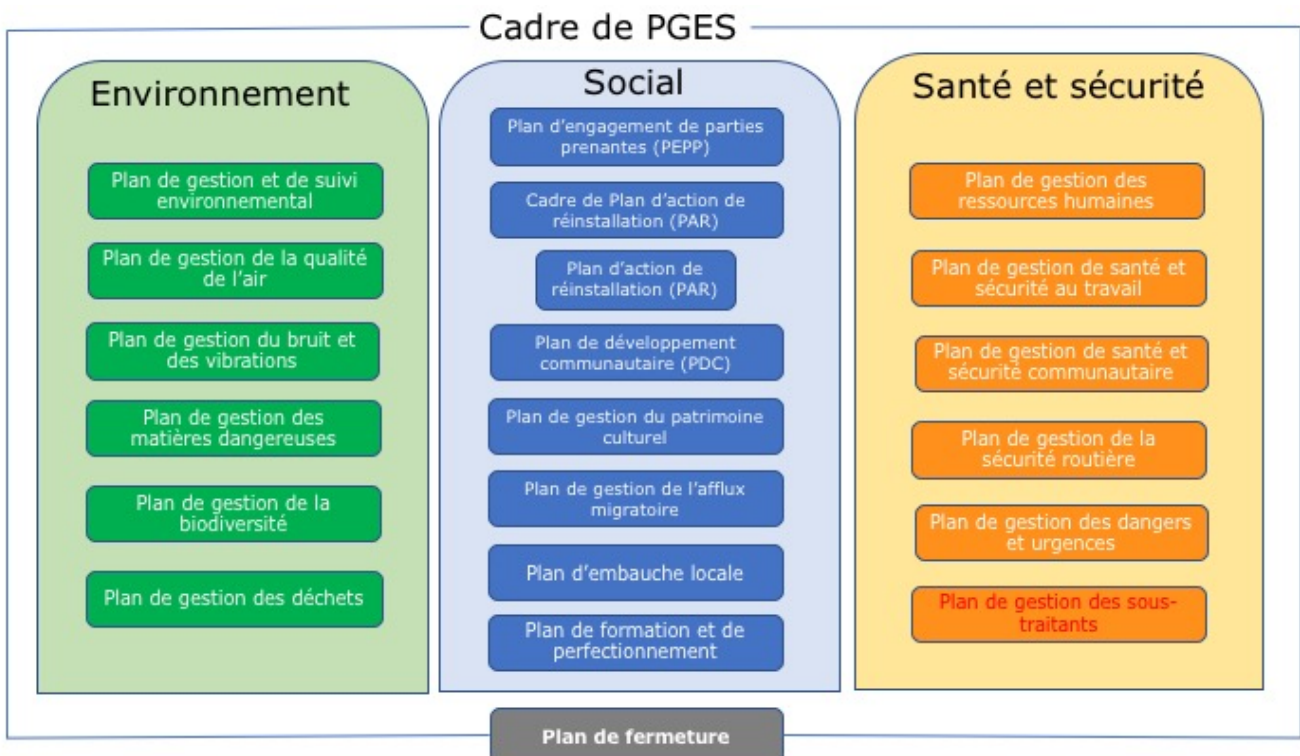 Cadre de PGES
Environnement
Plan de gestion et de suivi
environnemental
Plan de gestion de la qualité
de l'air
Plan de gestion du bruit et
des vibrations
Plan de gestion des
matières dangereuses
Plan de gestion de la
biodiversité
Plan de gestion des déchets
Social
Plan d'engagement de parties
prenantes (PEPP)
Cadre de Plan d'action de
réinstallation (PAR)
Plan d'action de
réinstallation (PAR)
Plan de développement
communautaire (PDC)
Plan de gestion du patrimoine
culturel
Plan de gestion de l'afflux
migratoire
Plan d'embauche locale
Plan de formation et de
perfectionnement
Santé et sécurité
Plan de gestion des
ressources humaines
Plan de gestion de santé et
sécurité au travail
Plan de gestion de santé et
sécurité communautaire
Plan de gestion de la
sécurité routière
Plan de gestion des dangers
et urgences
Plan de gestion des sous-
traitants
Plan de fermeture